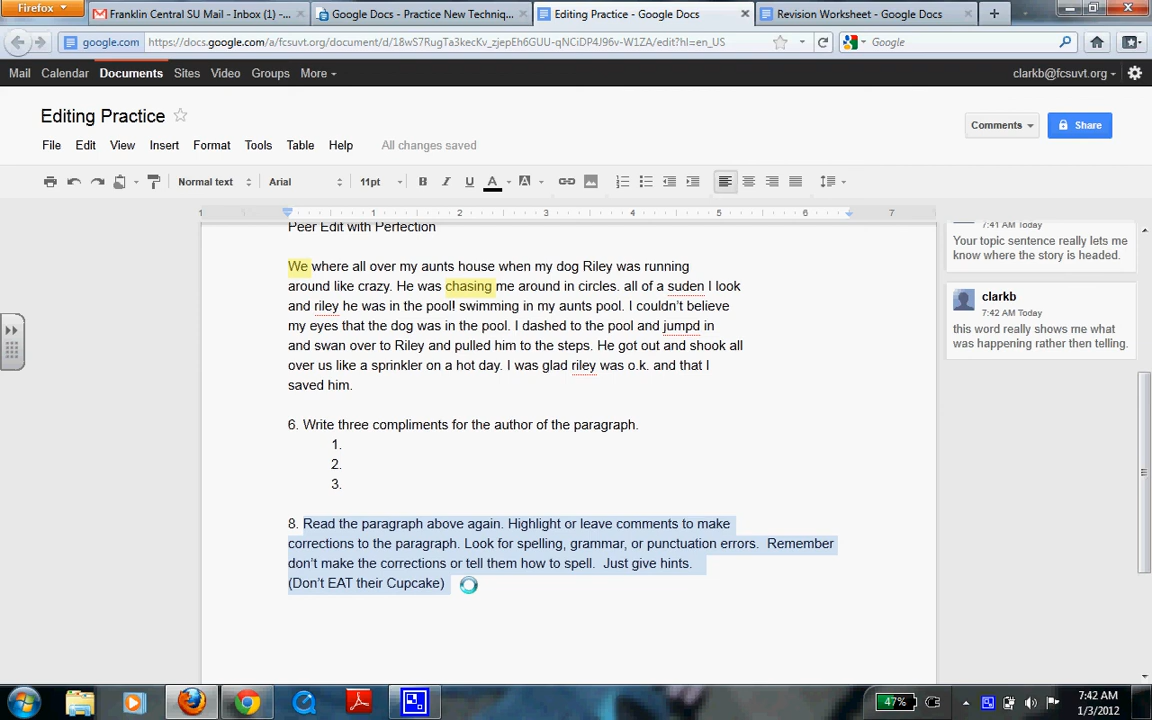 Firefox
Franklin Central SU Mail - Inbox (1) -...
Google Docs - Practice New Techniq...
Editing Practice - Google Docs
Revision Worksheet - Google Docs
google.com
https://docs.google.com/a/fcsuvt.org/document/d/18wS7RugTa3kecKv_zjepEh6GUU-qNCiDP4J96v-W1ZA/edit?hl=en_US
Google
Mail Calendar Documents Sites Video Groups More
clarkb@fcsuvt.org
Editing Practice
Comments
Share
File Edit View Insert Format Tools Table Help All changes saved
Normal text Arial 11pt B I U A A
1 1 2 3 4 5 6 7
Peer Edit with Perfection
We where all over my aunts house when my dog Riley was running
around like crazy. He was chasing me around in circles. all of a suden I look
and riley he was in the pool! swimming in my aunts pool. I couldn't believe
my eyes that the dog was in the pool. I dashed to the pool and jumpd in
and swan over to Riley and pulled him to the steps. He got out and shook all
over us like a sprinkler on a hot day. I was glad riley was o.k. and that I
saved him.
6. Write three compliments for the author of the paragraph.
1.
2.
3.
8. Read the paragraph above again. Highlight or leave comments to make
corrections to the paragraph. Look for spelling, grammar, or punctuation errors.  Remember
don't make the corrections or tell them how to spell.  Just give hints.
(Don't EAT their Cupcake)
7:41 AM Today
Your topic sentence really lets me
know where the story is headed.
clarkb
7:42 AM Today
this word really shows me what
was happening rather then telling.
47%
7:42 AM
1/3/2012